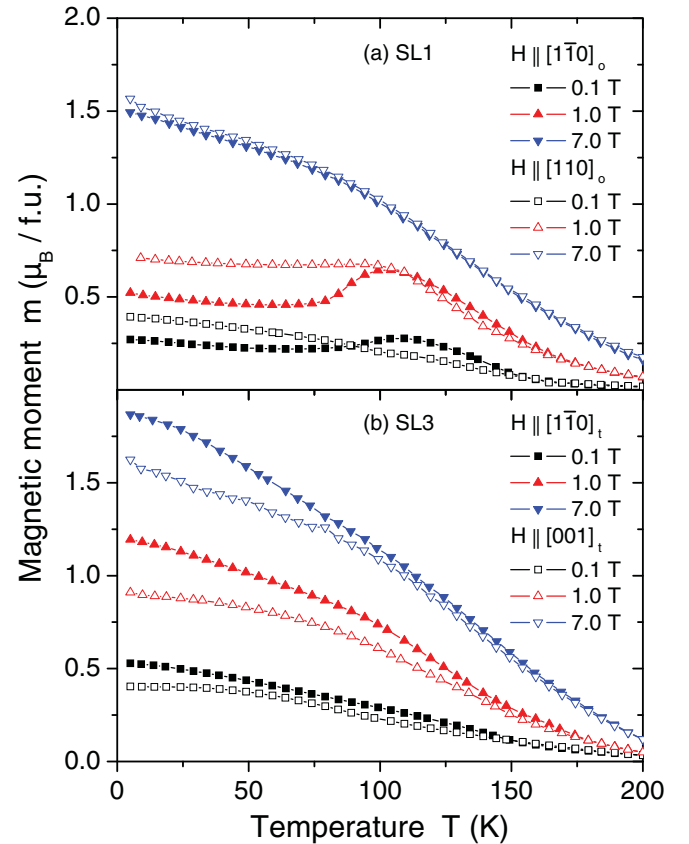 2.0
1.5
1.0
0.5
(a) SL1
H || [11̅0]o
0.1 T
1.0 T
7.0 T
H || [110]o
0.1 T
1.0 T
7.0 T
Magnetic moment m (μB / f.u.)
1.5
1.0
0.5
0.0
(b) SL3
H || [11̅0]t
0.1 T
1.0 T
7.0 T
H || [001]t
0.1 T
1.0 T
7.0 T
0 50 100 150 200
Temperature T (K)